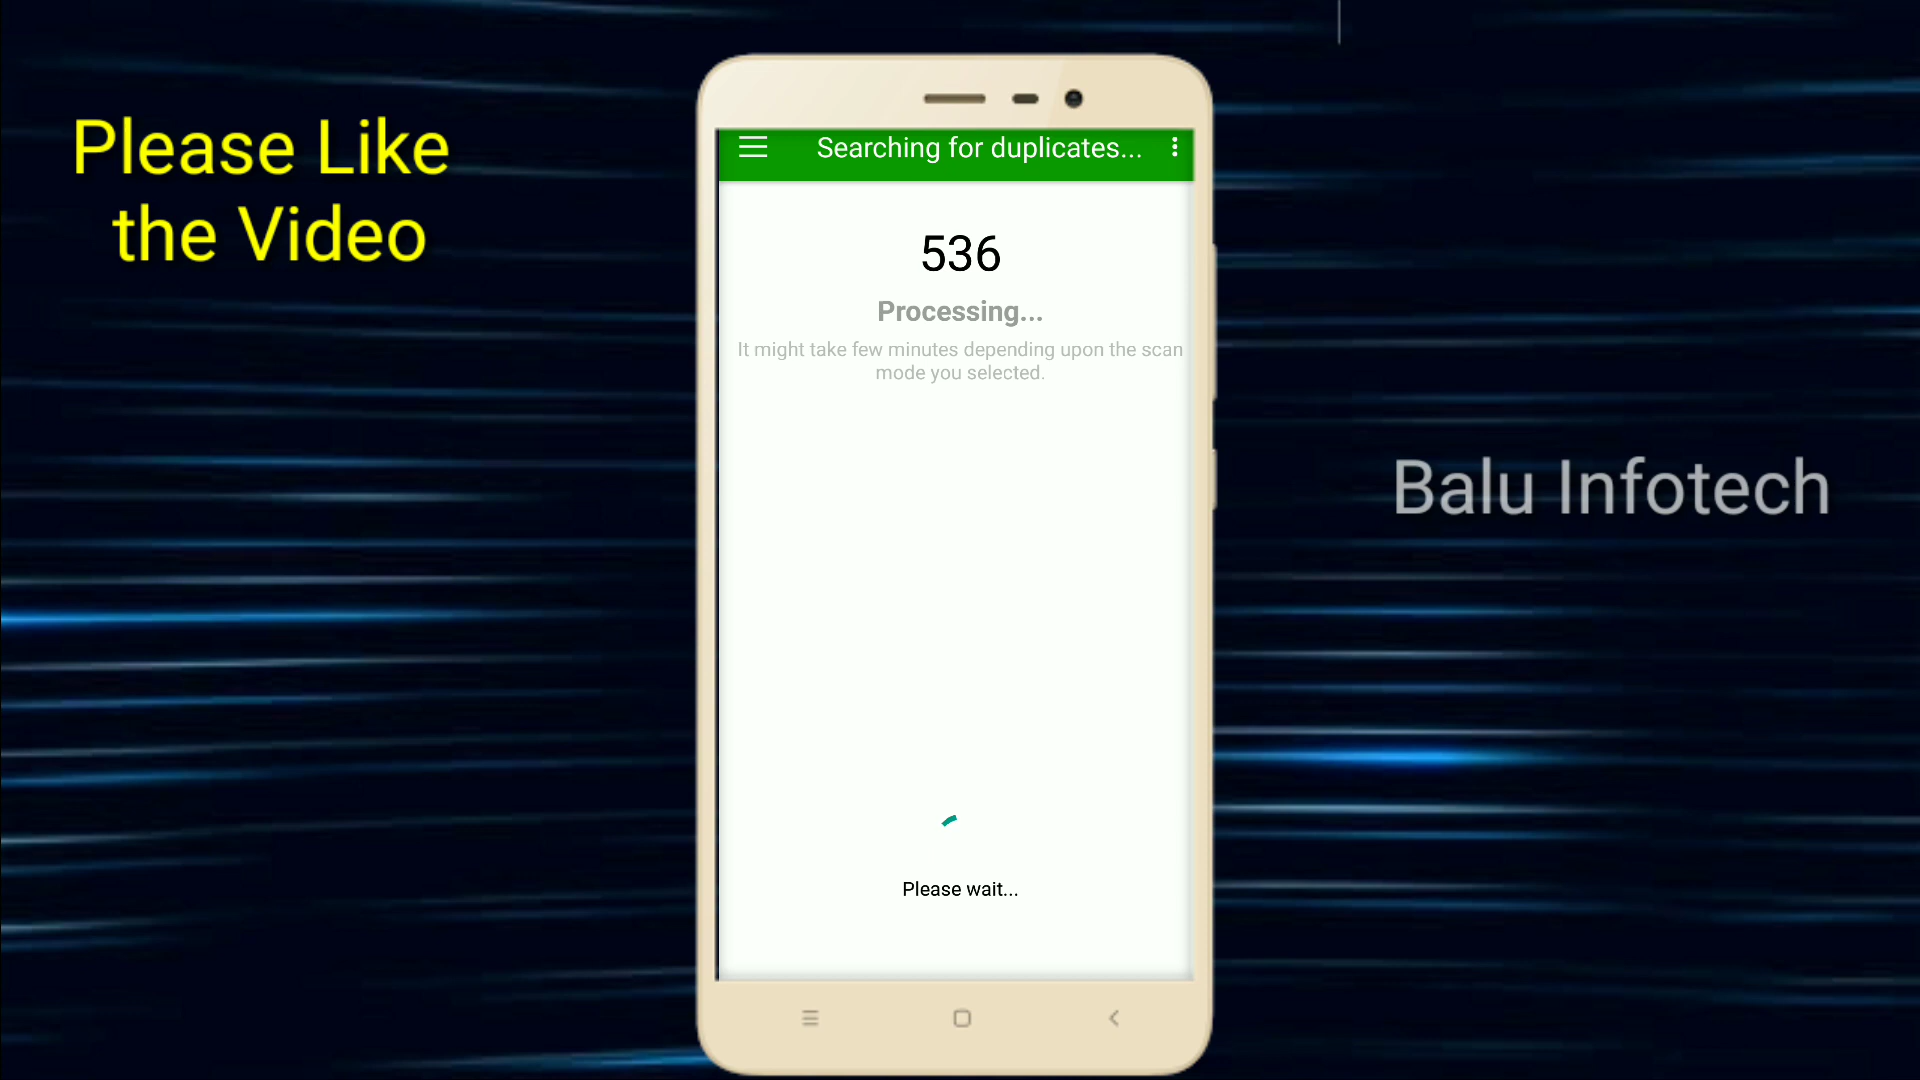 Please Like
the Video
Searching for duplicates...
536
Processing...
It might take few minutes depending upon the scan
mode you selected.
Please wait...
Balu Infotech